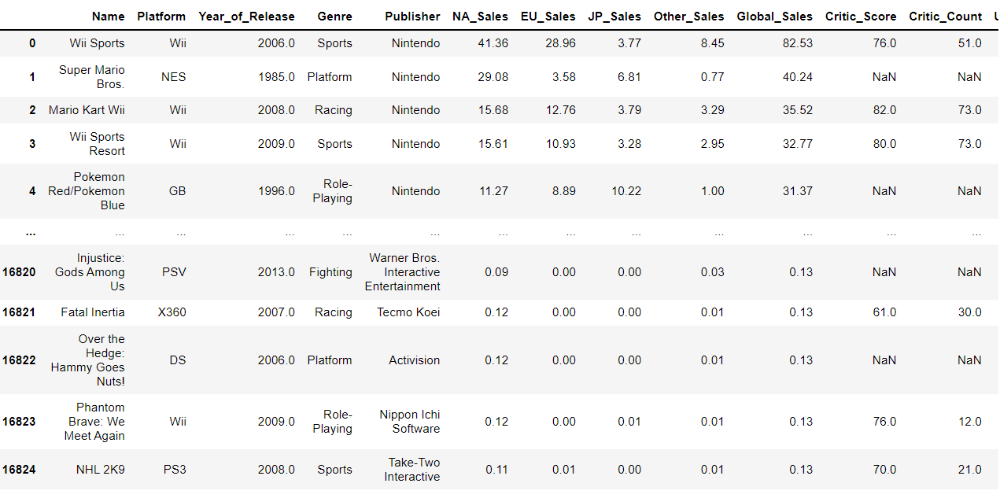 Name Platform Year_of_Release Genre Publisher NA_Sales EU_Sales JP_Sales Other_Sales Global_Sales Critic_Score Critic_Count
0 Wii Sports Wii 2006.0 Sports Nintendo 41.36 28.96 3.77 8.45 82.53 76.0 51.0
1 Super Mario Bros. NES 1985.0 Platform Nintendo 29.08 3.58 6.81 0.77 40.24 NaN NaN
2 Mario Kart Wii Wii 2008.0 Racing Nintendo 15.68 12.76 3.79 3.29 35.52 82.0 73.0
3 Wii Sports Resort Wii 2009.0 Sports Nintendo 15.61 10.93 3.28 2.95 32.77 80.0 73.0
4 Pokemon Red/Pokemon Blue GB 1996.0 Role-Playing Nintendo 11.27 8.89 10.22 1.00 31.37 NaN NaN
... ... ... ... ... ... ... ... ... ... ... ... ...
16820 Injustice: Gods Among Us PSV 2013.0 Fighting Warner Bros. Interactive Entertainment 0.09 0.00 0.00 0.03 0.13 NaN NaN
16821 Fatal Inertia X360 2007.0 Racing Tecmo Koei 0.12 0.00 0.00 0.01 0.13 61.0 30.0
16822 Over the Hedge: Hammy Goes Nuts! DS 2006.0 Platform Activision 0.12 0.00 0.00 0.01 0.13 NaN NaN
16823 Phantom Brave: We Meet Again Wii 2009.0 Role-Playing Nippon Ichi Software 0.12 0.00 0.01 0.01 0.13 76.0 12.0
16824 NHL 2K9 PS3 2008.0 Sports Take-Two Interactive 0.11 0.01 0.00 0.01 0.13 70.0 21.0